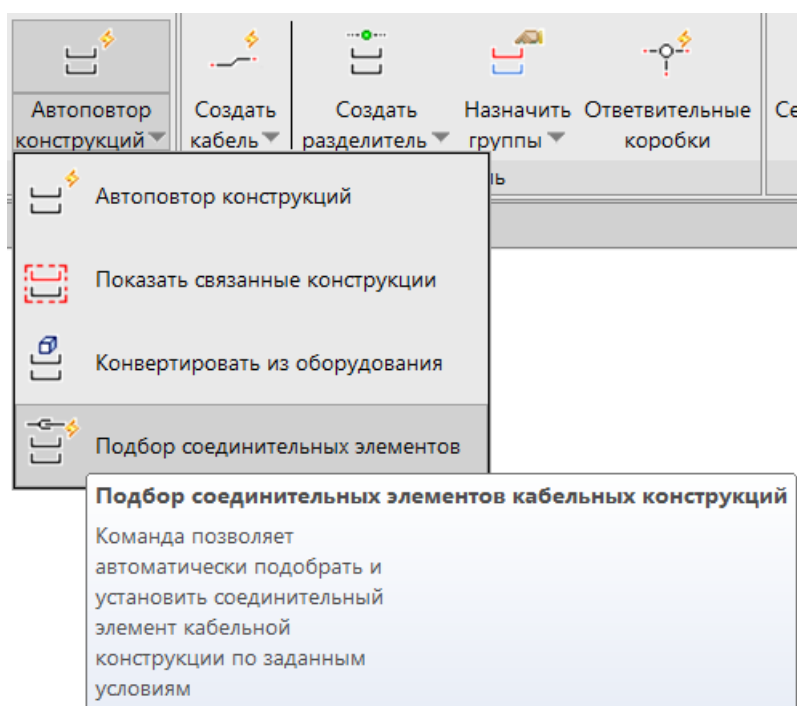 Автоповтор конструкций
Создать кабель
Создать разделитель
Назначить группы
Ответвительные коробки
Автоповтор конструкций
Показать связанные конструкции
Конвертировать из оборудования
Подбор соединительных элементов
Подбор соединительных элементов кабельных конструкций
Команда позволяет
автоматически подобрать и
установить соединительный
элемент кабельной
конструкции по заданным
условиям